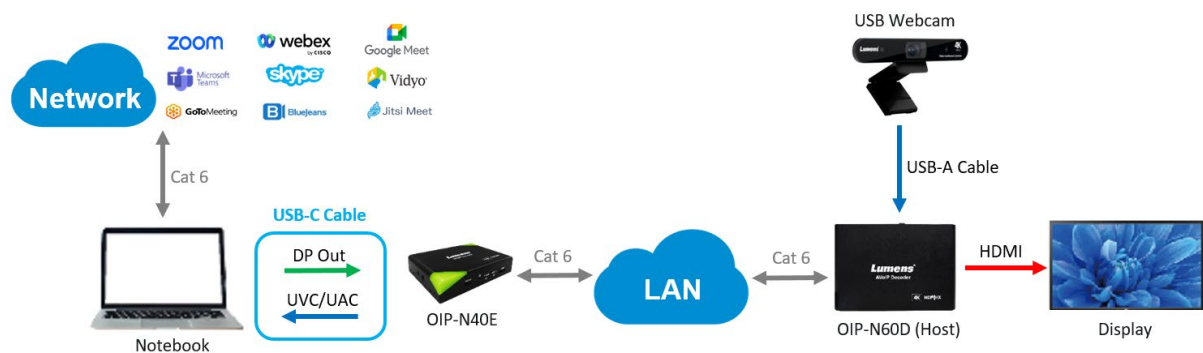 zoom
webex
by CISCO
Google Meet
Microsoft
Teams
skype
Vidyo
GoToMeeting
B
BlueJeans
Jitsi Meet
Network
Cat 6
USB-C Cable
DP Out
UVC/UAC
Notebook
Lumens
OIP-N40E
Cat 6
LAN
Cat 6
USB Webcam
Lumens
4K
USB-A Cable
Lumens
AVoIP Decoder
4K
OIP-N60D (Host)
HDMI
Display